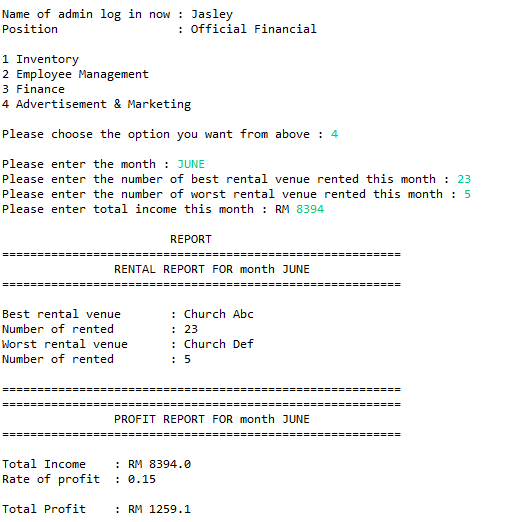 Name of admin log in now : Jasley
Position                 : Official Financial
1 Inventory
2 Employee Management
3 Finance
4 Advertisement & Marketing
Please choose the option you want from above : 4
Please enter the month : JUNE
Please enter the number of best rental venue rented this month : 23
Please enter the number of worst rental venue rented this month : 5
Please enter total income this month : RM 8394
REPORT
=========================================================
RENTAL REPORT FOR month JUNE
=========================================================
Best rental venue       : Church Abc
Number of rented        : 23
Worst rental venue      : Church Def
Number of rented        : 5
=========================================================
=========================================================
PROFIT REPORT FOR month JUNE
=========================================================
Total Income    : RM 8394.0
Rate of profit  : 0.15
Total Profit    : RM 1259.1